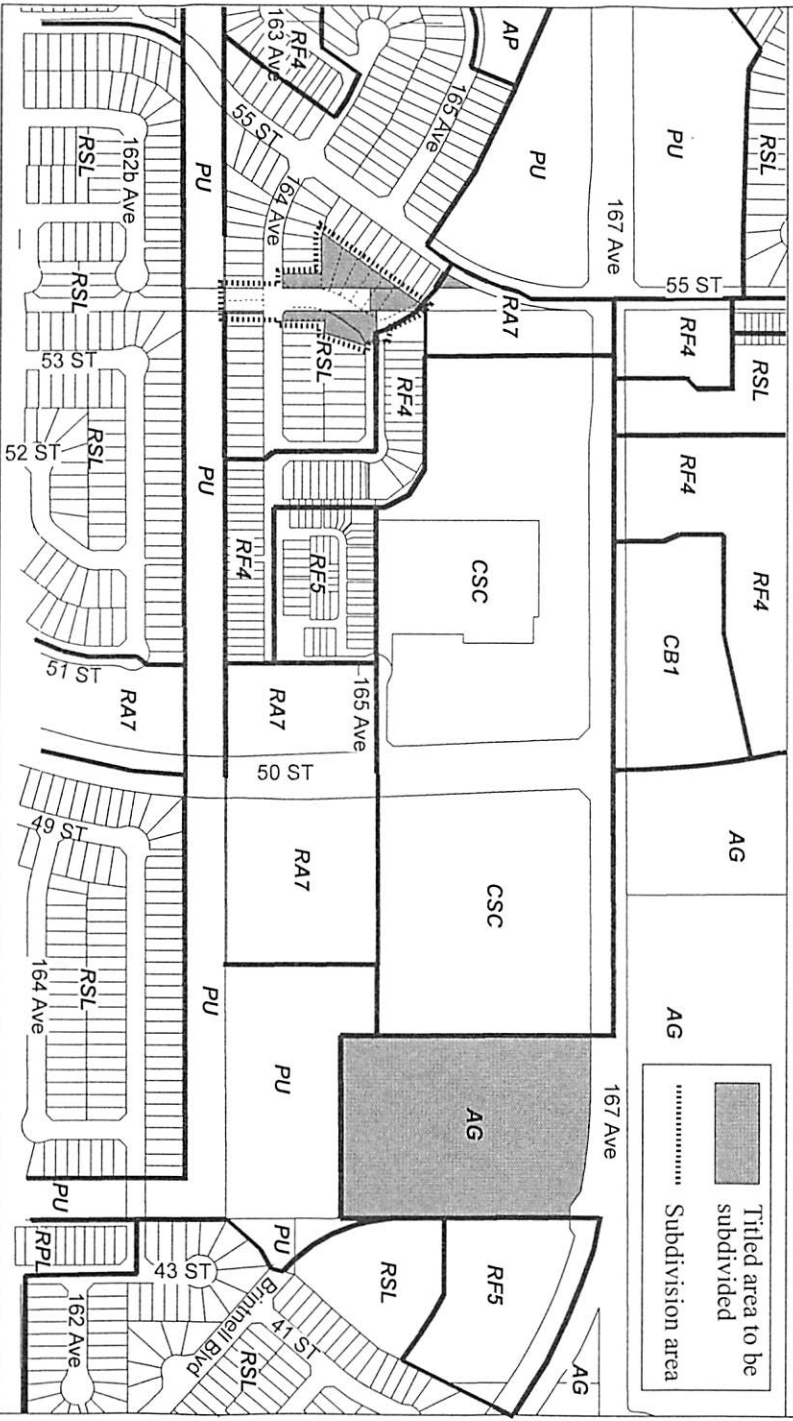 RSL
PU
AP
RF4
163 Ave
165 Ave
PU
55 ST
162b Ave
RSL
PU
164 Ave
167 Ave
55 ST
RA7
RSL
RSL
RF4
RF4
RSL
53 ST
52 ST
RSL
PU
RF4
RF5
CSC
RF4
RF4
CB1
51 ST
RA7
RA7
165 Ave
50 ST
49 ST
RA7
CSC
AG
AG
RSL
164 Ave
PU
PU
AG
167 Ave
Titled area to be
subdivided
Subdivision area
PU
RPL
43 ST
162 Ave
PU
Brintnell Blvd
41 ST
RSL
RSL
RF5
AG